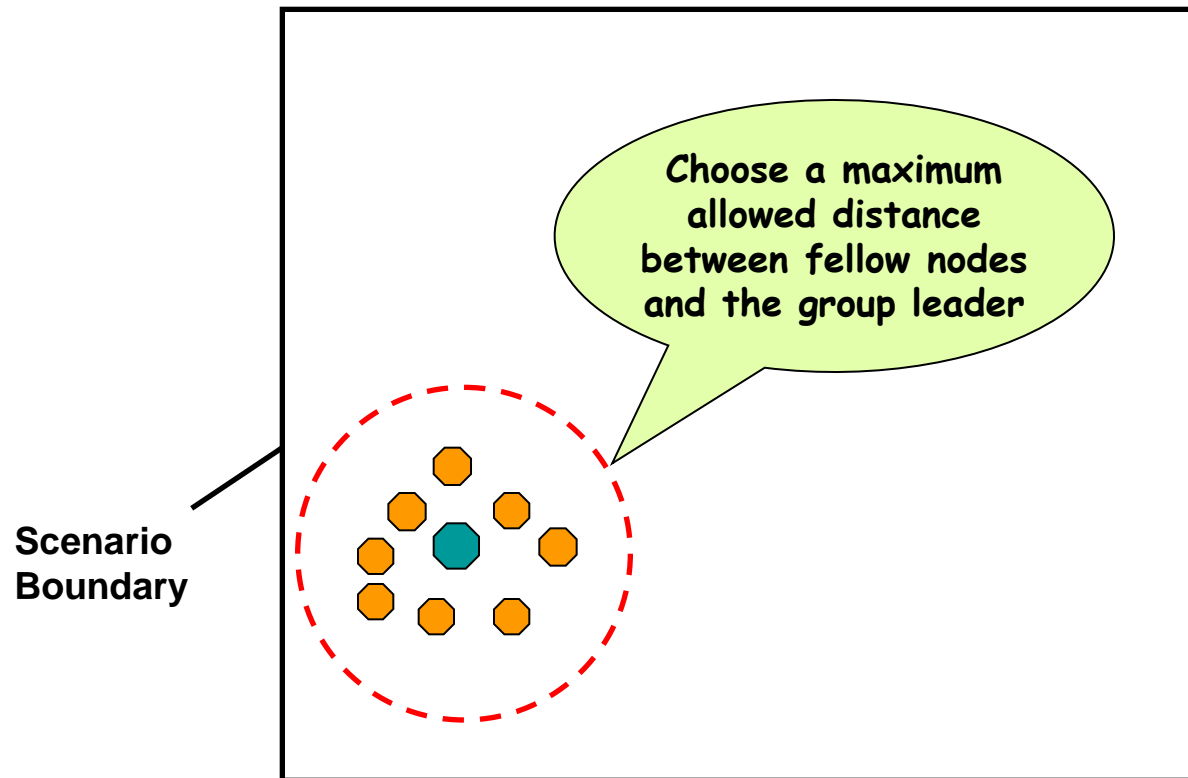 Choose a maximum
allowed distance
between fellow nodes
and the group leader
Scenario
Boundary